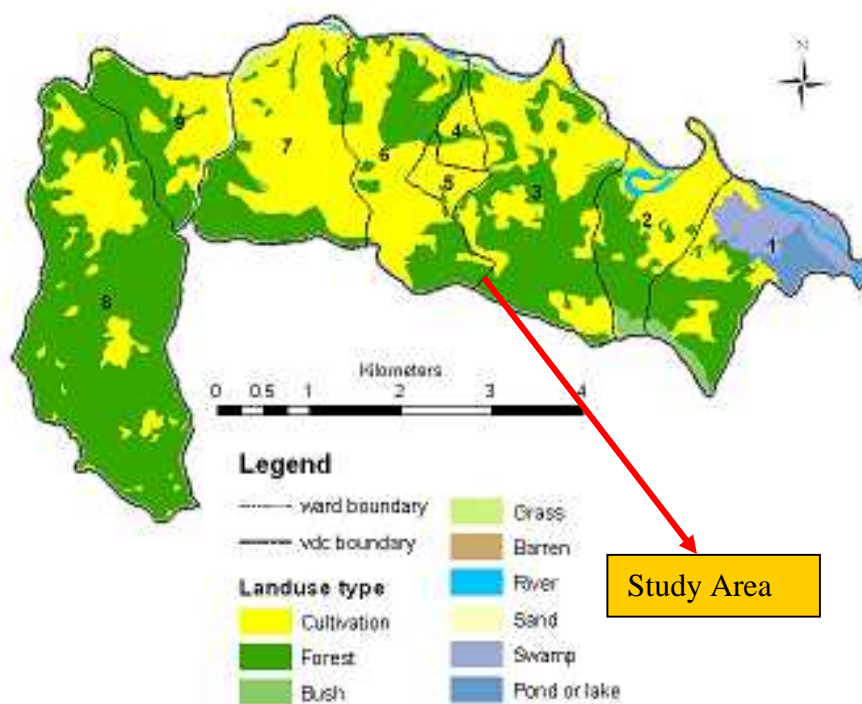 N
9
7
6
4
5
3
2
1
8
Kilometers
0 0.5 1 2 3 4
Legend
ward boundary
vdc boundary
Landuse type
Cultivation
Forest
Bush
Grass
Barren
River
Sand
Swamp
Pond or lake
Study Area